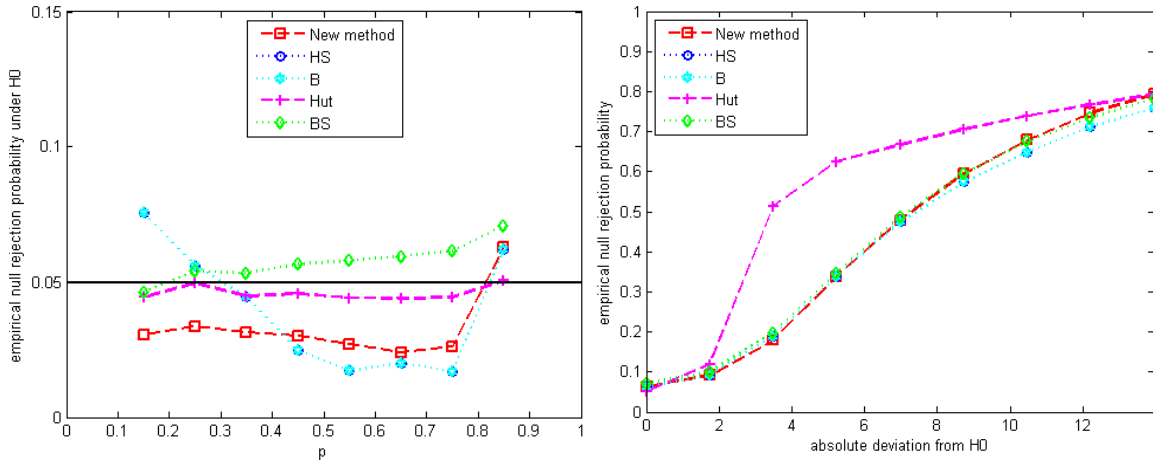 0.15
0.1
0.05
0
empirical null rejection probability under H0
New method
HS
B
Hut
BS
0 0.1 0.2 0.3 0.4 0.5 0.6 0.7 0.8 0.9 1
p
1
0.9
0.8
0.7
0.6
0.5
0.4
0.3
0.2
0.1
0
empirical null rejection probability
New method
HS
B
Hut
BS
0 2 4 6 8 10 12
absolute deviation from H0